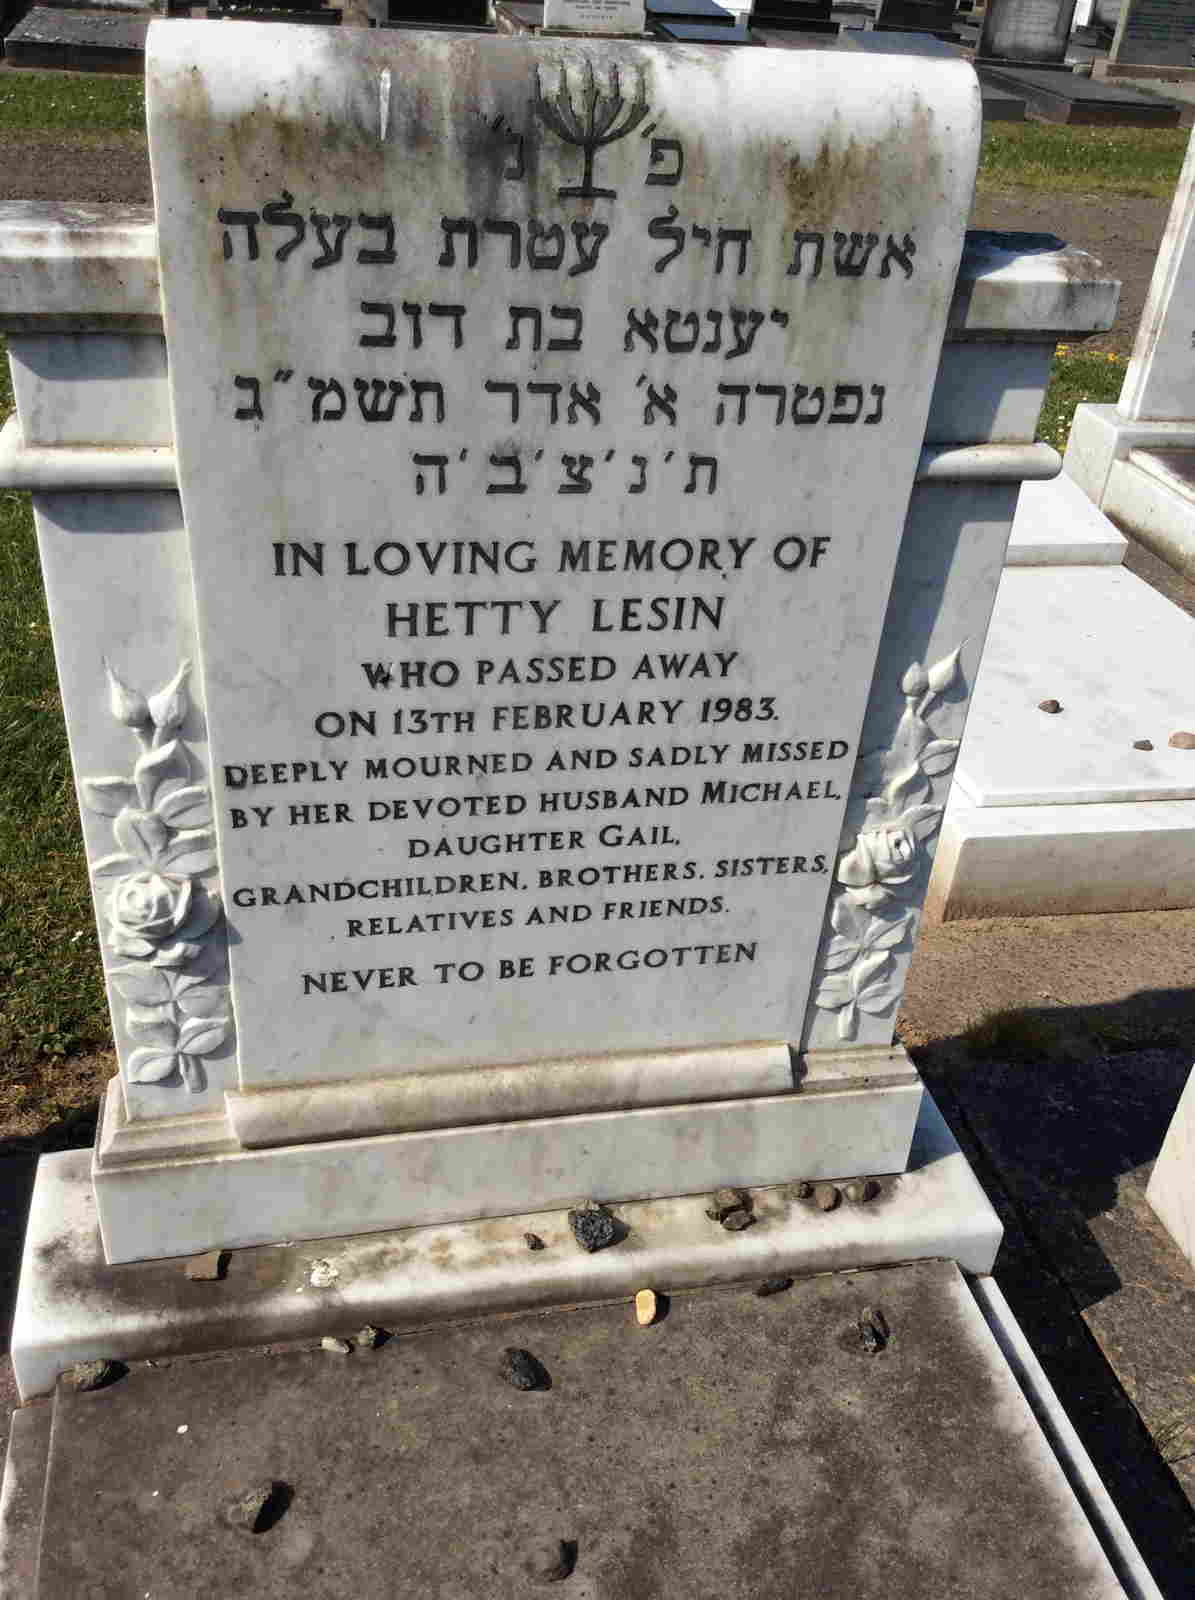 פ׳ נ׳
אשת חיל עטרת בעלה
יענטא בת דוב
נפטרה א׳ אדר תשמ״ג
ת׳נ׳צ׳ב׳ה
IN LOVING MEMORY OF
HETTY LESIN
WHO PASSED AWAY
ON 13TH FEBRUARY 1983.
DEEPLY MOURNED AND SADLY MISSED
BY HER DEVOTED HUSBAND MICHAEL,
DAUGHTER GAIL,
GRANDCHILDREN. BROTHERS. SISTERS,
RELATIVES AND FRIENDS.
NEVER TO BE FORGOTTEN